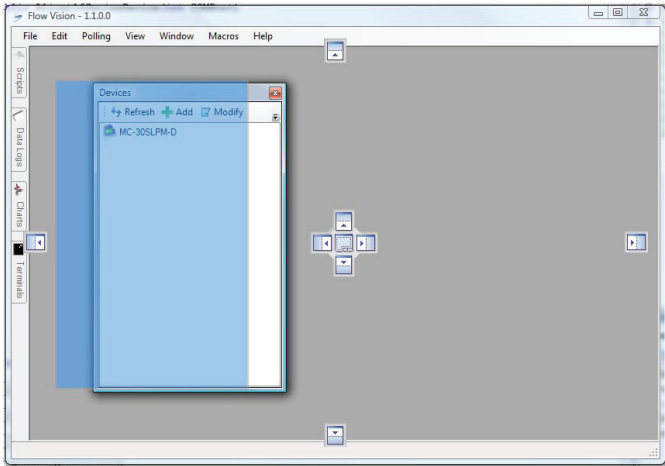 Flow Vision - 1.1.0.0
File Edit Polling View Window Macros Help
Scripts
Data Logs
Charts
Terminals
Devices
Refresh Add Modify
MC-30SLPM-D